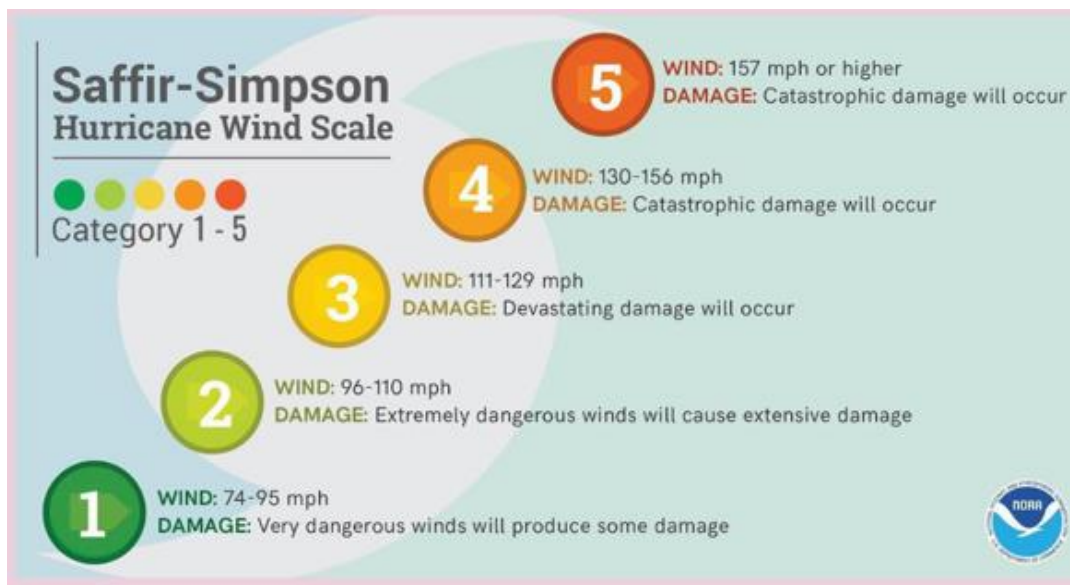 Saffir-Simpson
Hurricane Wind Scale
Category 1 - 5
5
WIND: 157 mph or higher
DAMAGE: Catastrophic damage will occur
4
WIND: 130-156 mph
DAMAGE: Catastrophic damage will occur
3
WIND: 111-129 mph
DAMAGE: Devastating damage will occur
2
WIND: 96-110 mph
DAMAGE: Extremely dangerous winds will cause extensive damage
1
WIND: 74-95 mph
DAMAGE: Very dangerous winds will produce some damage
NOAA